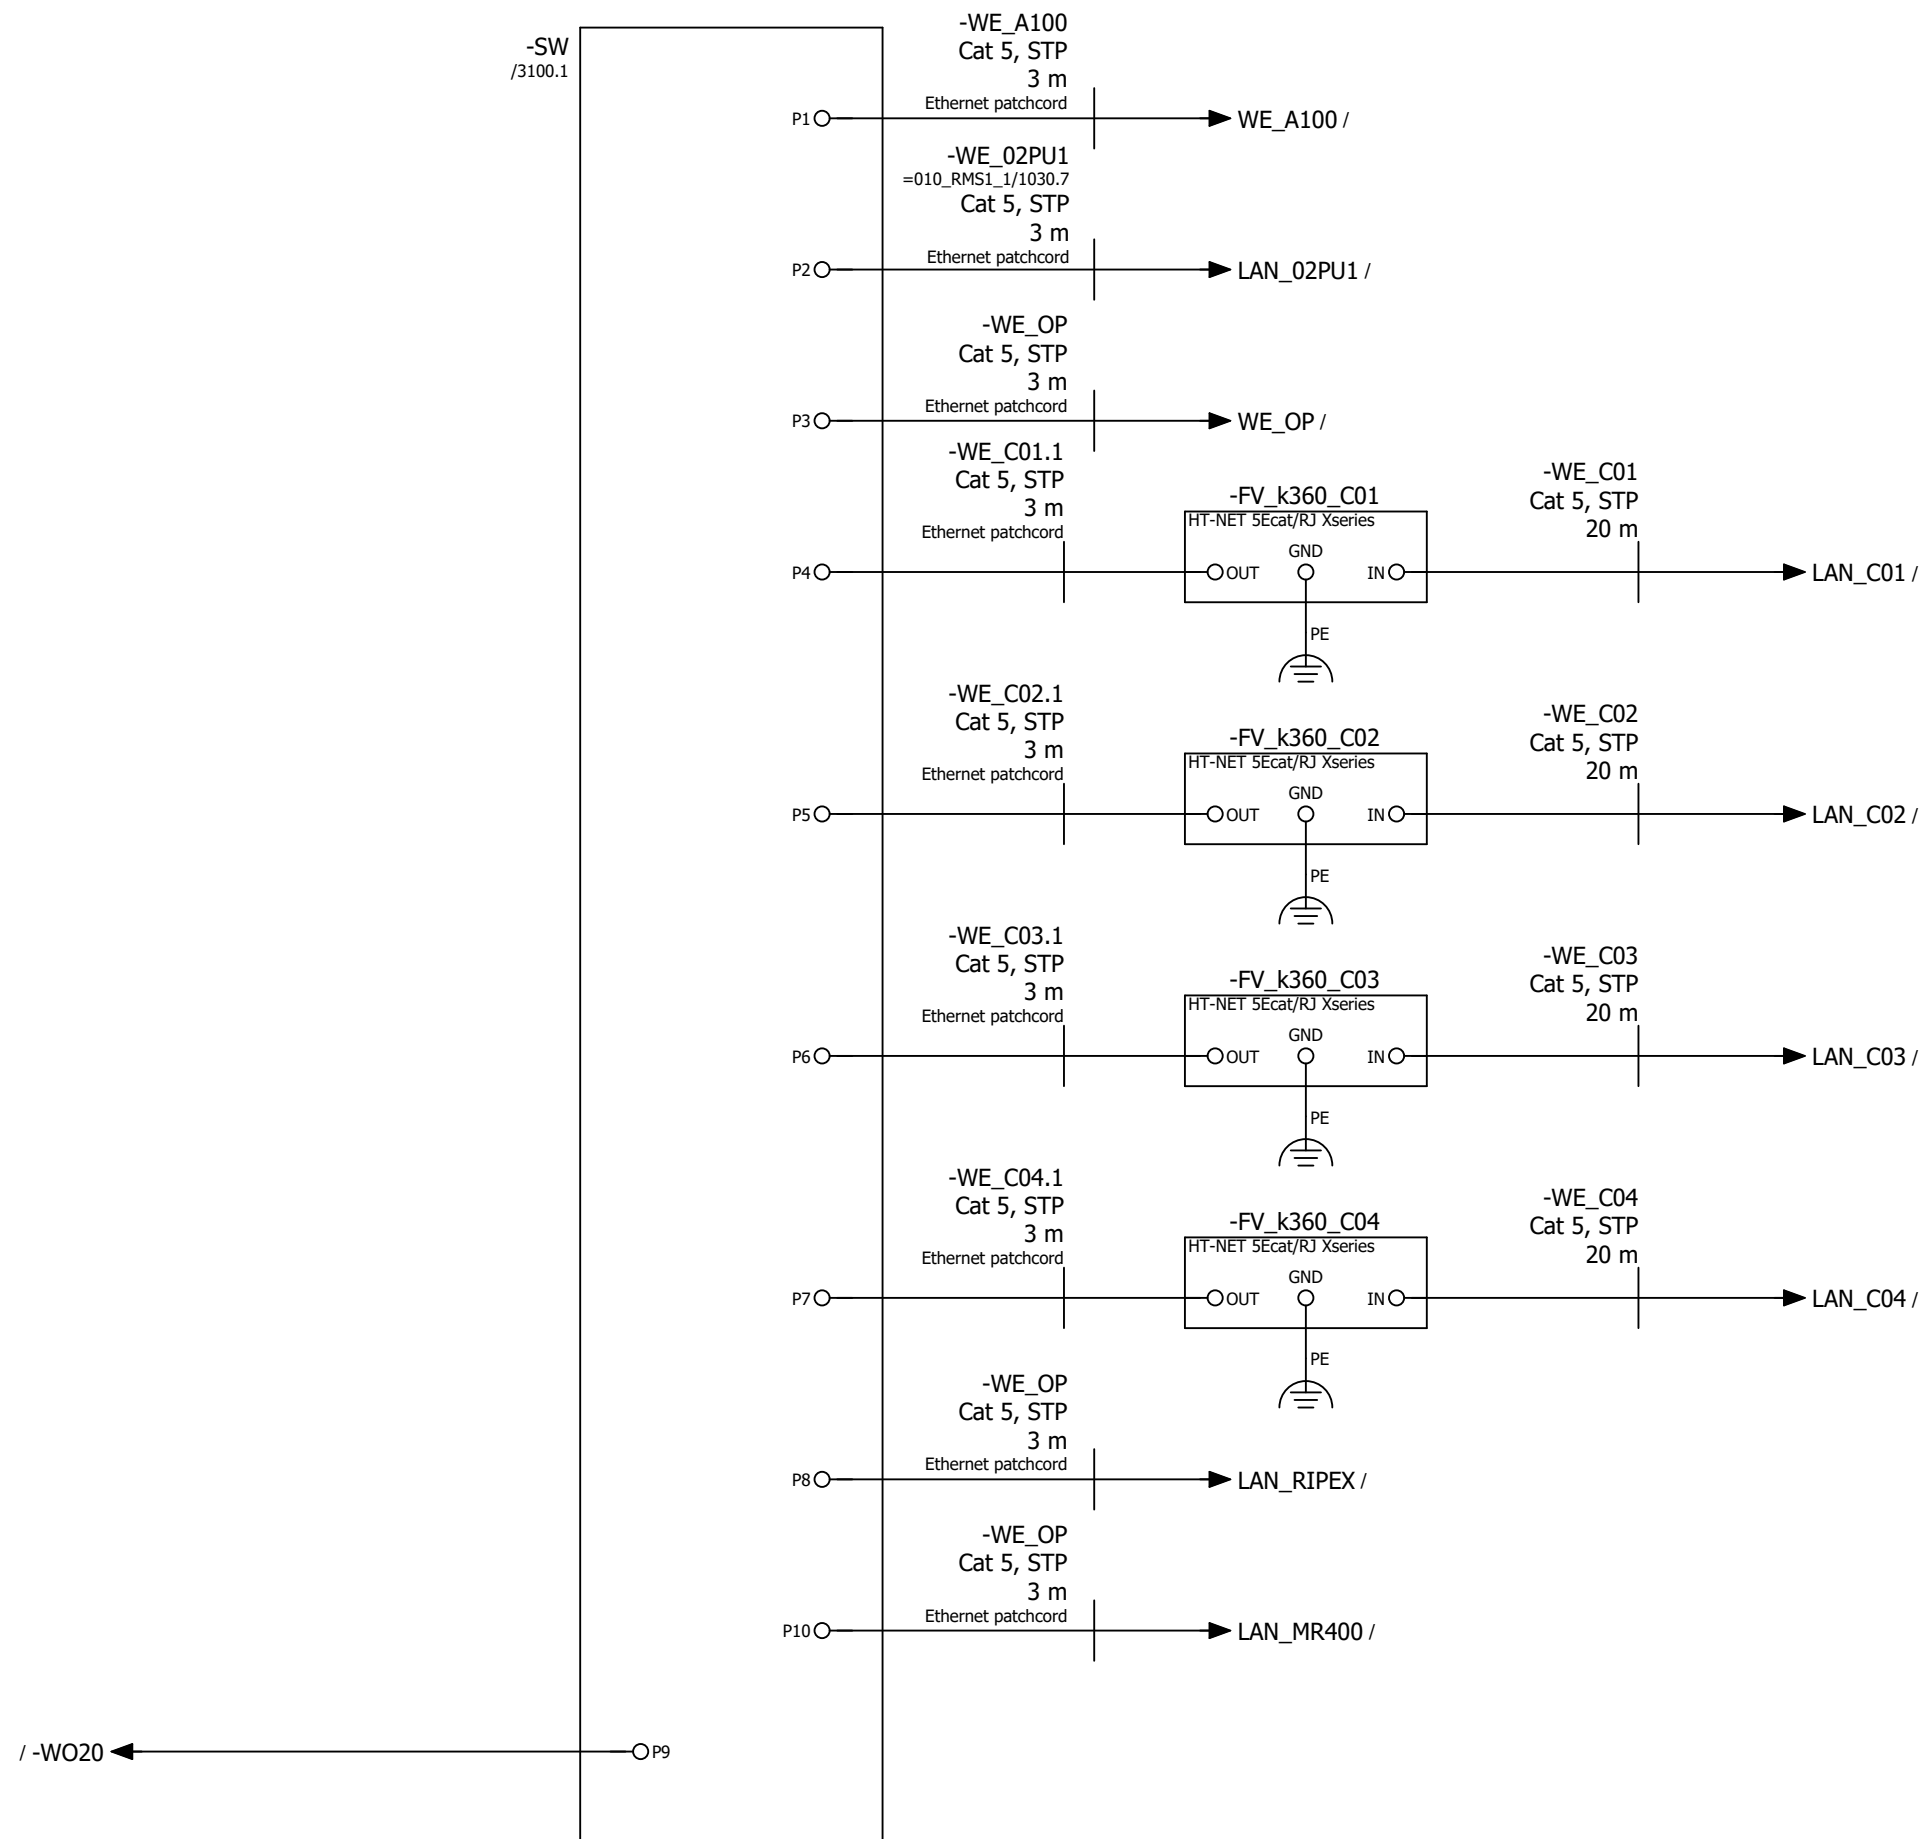 -SW
/3100.1
-WE_A100
Cat 5, STP
3 m
Ethernet patchcord
P1
WE_A100 /
-WE_02PU1
=010_RMS1_1/1030.7
Cat 5, STP
3 m
Ethernet patchcord
P2
LAN_02PU1 /
-WE_OP
Cat 5, STP
3 m
Ethernet patchcord
P3
WE_OP /
-WE_C01.1
Cat 5, STP
3 m
Ethernet patchcord
P4
-FV_k360_C01
HT-NET 5Ecat/RJ Xseries
GND
OUT
IN
PE
-WE_C01
Cat 5, STP
20 m
LAN_C01 /
-WE_C02.1
Cat 5, STP
3 m
Ethernet patchcord
P5
-FV_k360_C02
HT-NET 5Ecat/RJ Xseries
GND
OUT
IN
PE
-WE_C02
Cat 5, STP
20 m
LAN_C02 /
-WE_C03.1
Cat 5, STP
3 m
Ethernet patchcord
P6
-FV_k360_C03
HT-NET 5Ecat/RJ Xseries
GND
OUT
IN
PE
-WE_C03
Cat 5, STP
20 m
LAN_C03 /
-WE_C04.1
Cat 5, STP
3 m
Ethernet patchcord
P7
-FV_k360_C04
HT-NET 5Ecat/RJ Xseries
GND
OUT
IN
PE
-WE_C04
Cat 5, STP
20 m
LAN_C04 /
-WE_OP
Cat 5, STP
3 m
Ethernet patchcord
P8
LAN_RIPEX /
-WE_OP
Cat 5, STP
3 m
Ethernet patchcord
P10
LAN_MR400 /
/ -WO20
P9